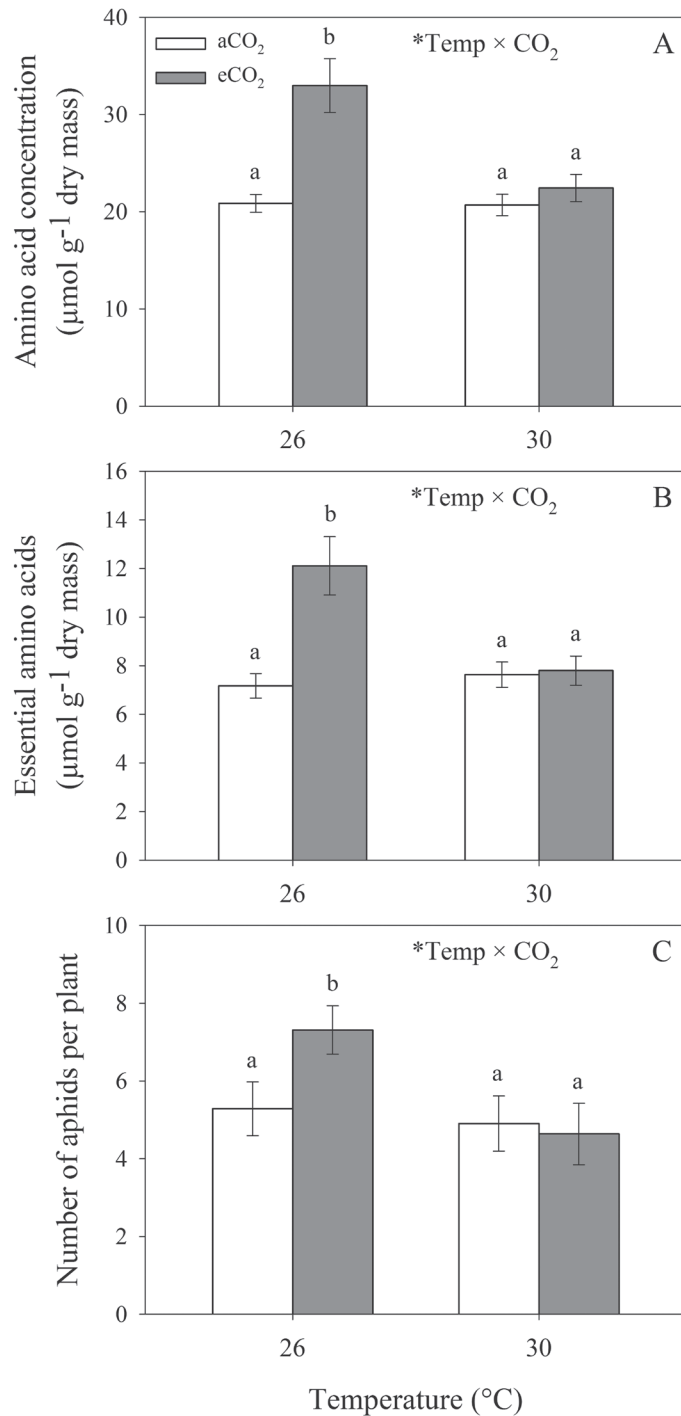 40
30
20
10
0
Amino acid concentration
(µmol g⁻¹ dry mass)
aCO₂
eCO₂
*Temp × CO₂
A
a
b
a
a
26
30
16
14
12
10
8
6
4
2
0
Essential amino acids
(µmol g⁻¹ dry mass)
*Temp × CO₂
B
a
b
a
a
26
30
10
8
6
4
2
0
Number of aphids per plant
*Temp × CO₂
C
a
b
a
a
26
30
Temperature (°C)